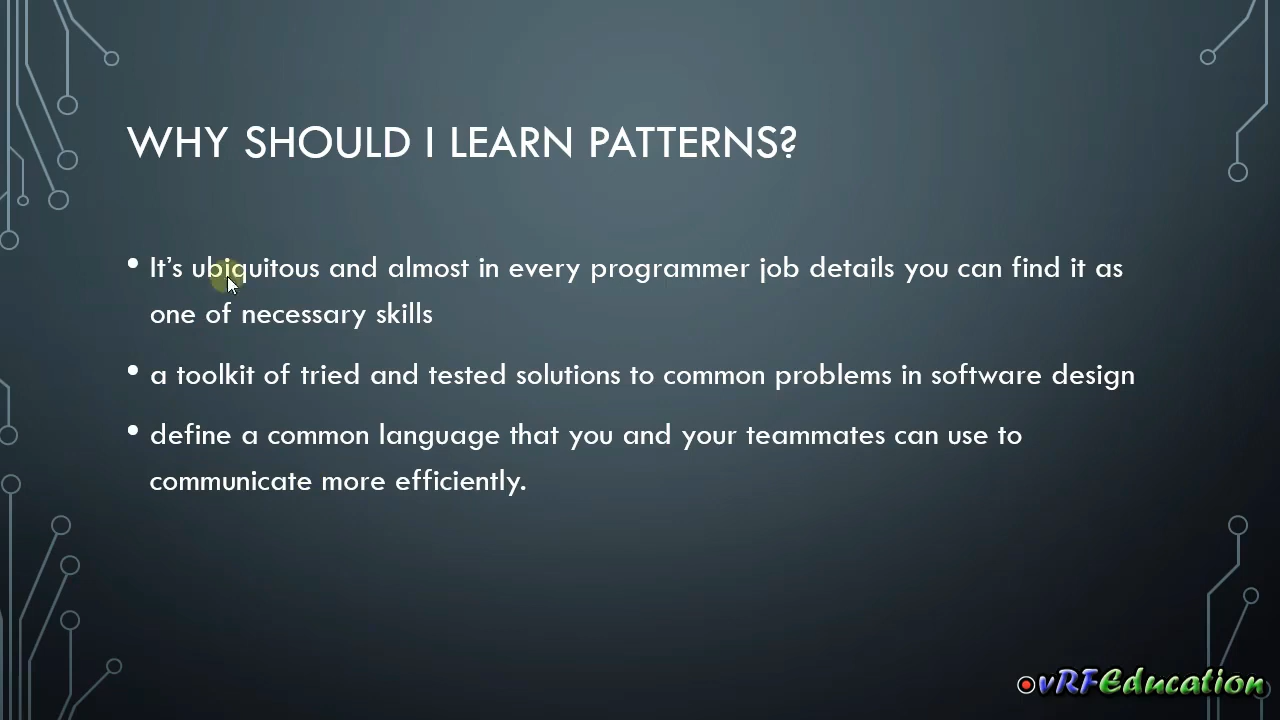 WHY SHOULD I LEARN PATTERNS?
• It's ubiquitous and almost in every programmer job details you can find it as
one of necessary skills
• a toolkit of tried and tested solutions to common problems in software design
• define a common language that you and your teammates can use to
communicate more efficiently.
vRFEducation